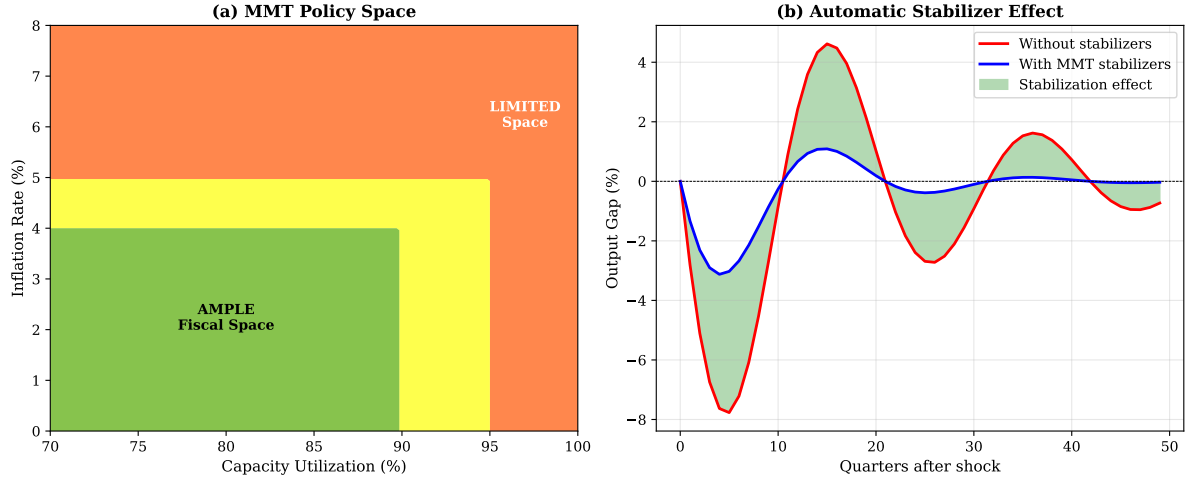 (a) MMT Policy Space
8
7
6
5
4
3
2
1
0
Inflation Rate (%)
LIMITED
Space
AMPLE
Fiscal Space
70
75
80
85
90
95
100
Capacity Utilization (%)
(b) Automatic Stabilizer Effect
Without stabilizers
With MMT stabilizers
Stabilization effect
4
2
0
−2
−4
−6
−8
Output Gap (%)
0
10
20
30
40
50
Quarters after shock